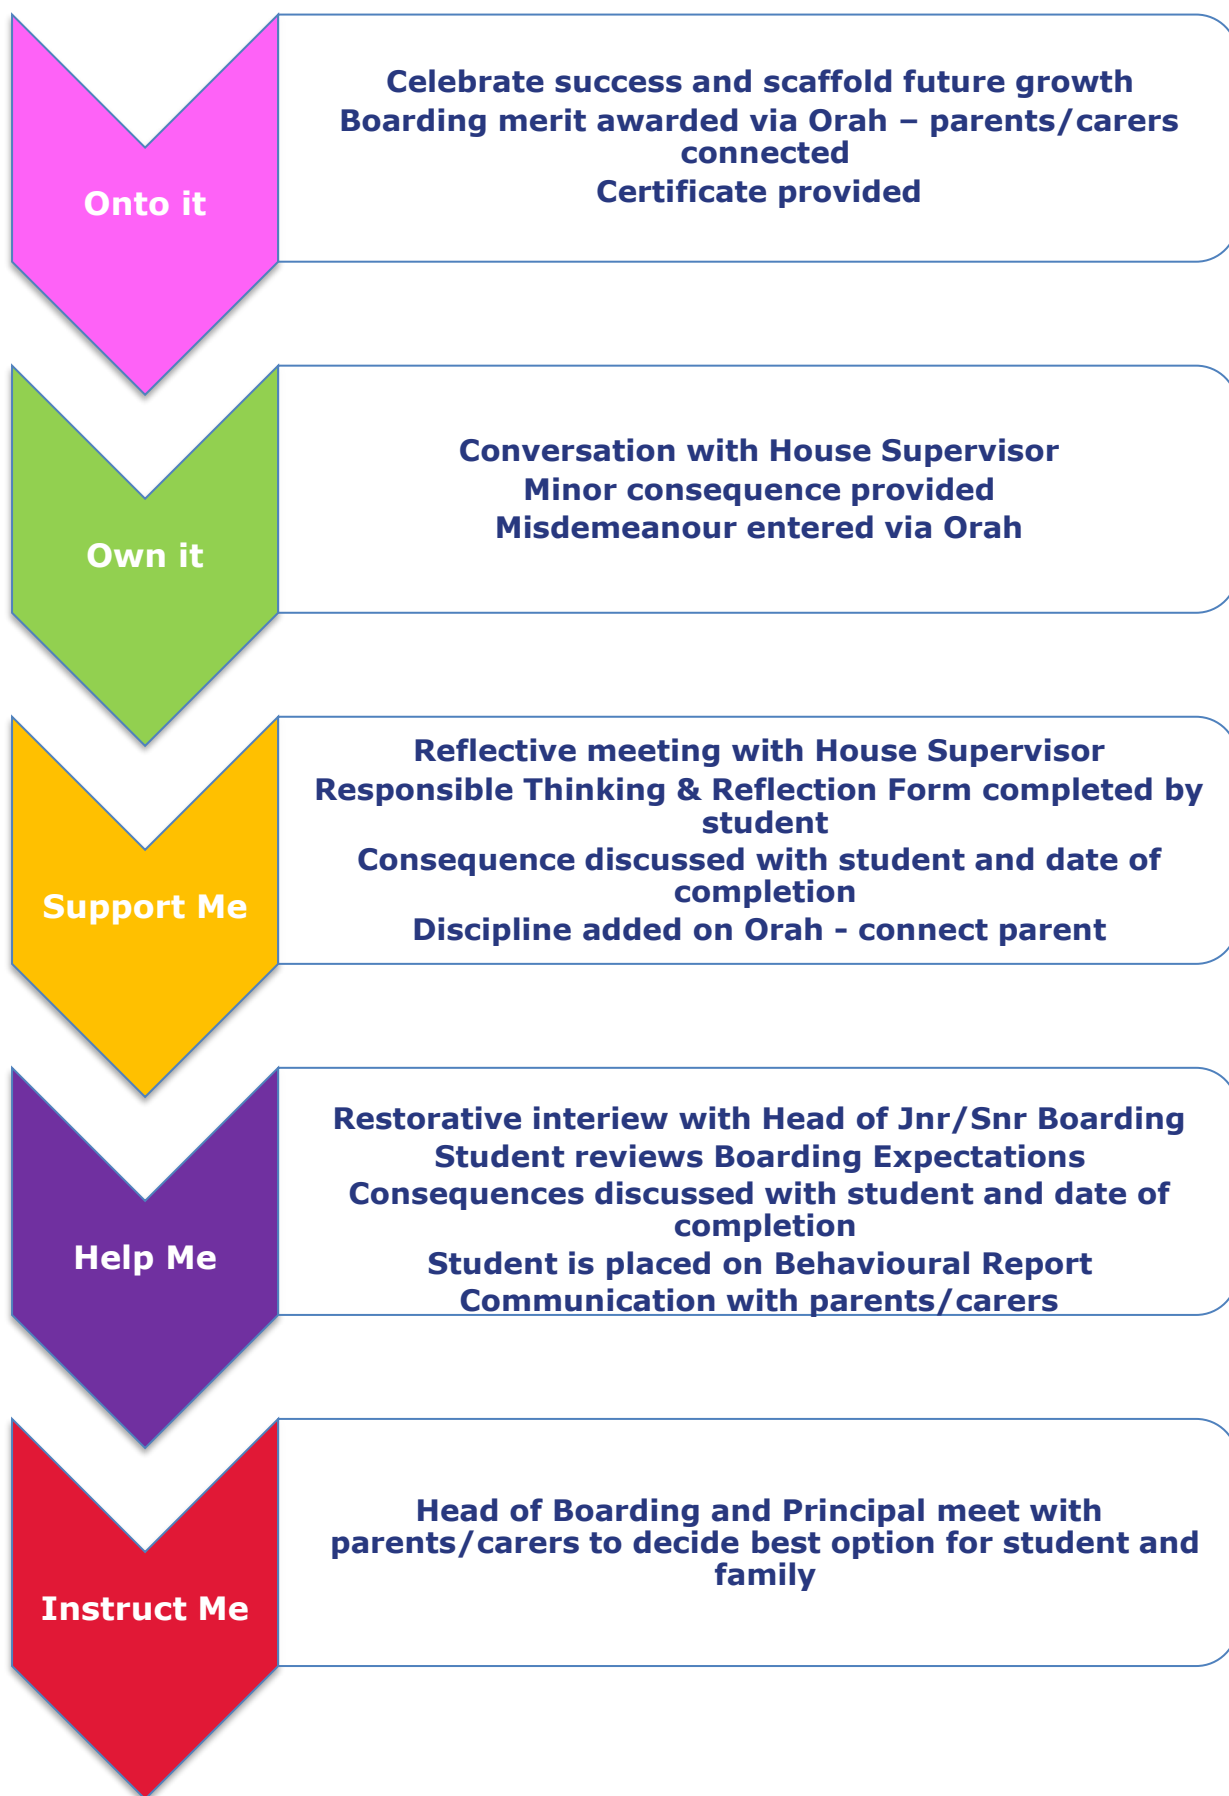 Onto it
Celebrate success and scaffold future growth
Boarding merit awarded via Orah – parents/carers
connected
Certificate provided
Own it
Conversation with House Supervisor
Minor consequence provided
Misdemeanour entered via Orah
Support Me
Reflective meeting with House Supervisor
Responsible Thinking & Reflection Form completed by
student
Consequence discussed with student and date of
completion
Discipline added on Orah - connect parent
Help Me
Restorative interiew with Head of Jnr/Snr Boarding
Student reviews Boarding Expectations
Consequences discussed with student and date of
completion
Student is placed on Behavioural Report
Communication with parents/carers
Instruct Me
Head of Boarding and Principal meet with
parents/carers to decide best option for student and
family